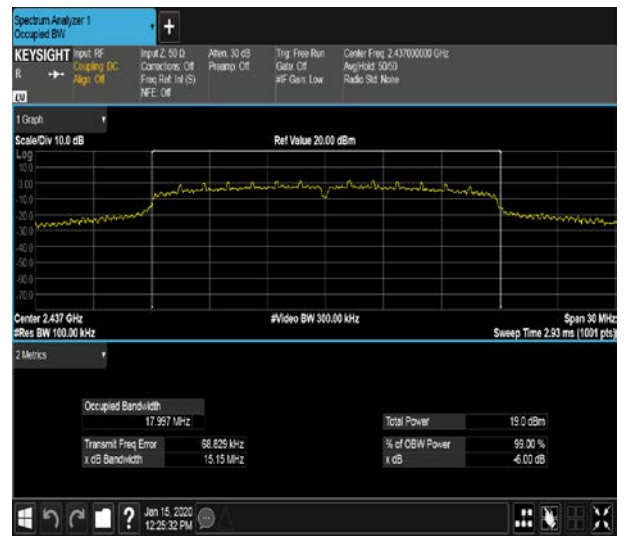 Spectrum Analyzer 1
Occupied BW
+
KEYSIGHT
R
Input: RF
Coupling: DC
Align: Off
Input Z: 50 Ω
Corrections: Off
Freq Ref: Int (S)
NFE: Off
Atten: 30 dB
Preamp: Off
Trig: Free Run
Gate: Off
#IF Gain: Low
Center Freq: 2.437000000 GHz
Avg|Hold: 50/50
Radio Std: None
1 Graph
Scale/Div 10.0 dB
Ref Value 20.00 dBm
Log
10.0
0.00
-10.0
-20.0
-30.0
-40.0
-50.0
-60.0
-70.0
Center 2.437 GHz
#Video BW 300.00 kHz
Span 30 MHz
#Res BW 100.00 kHz
Sweep Time 2.93 ms (1001 pts)
2 Metrics
Occupied Bandwidth
17.997 MHz
Total Power 19.0 dBm
Transmit Freq Error 68.829 kHz
% of OBW Power 99.00 %
x dB Bandwidth 15.15 MHz
x dB -6.00 dB
?
Jan 15, 2020
12:25:32 PM